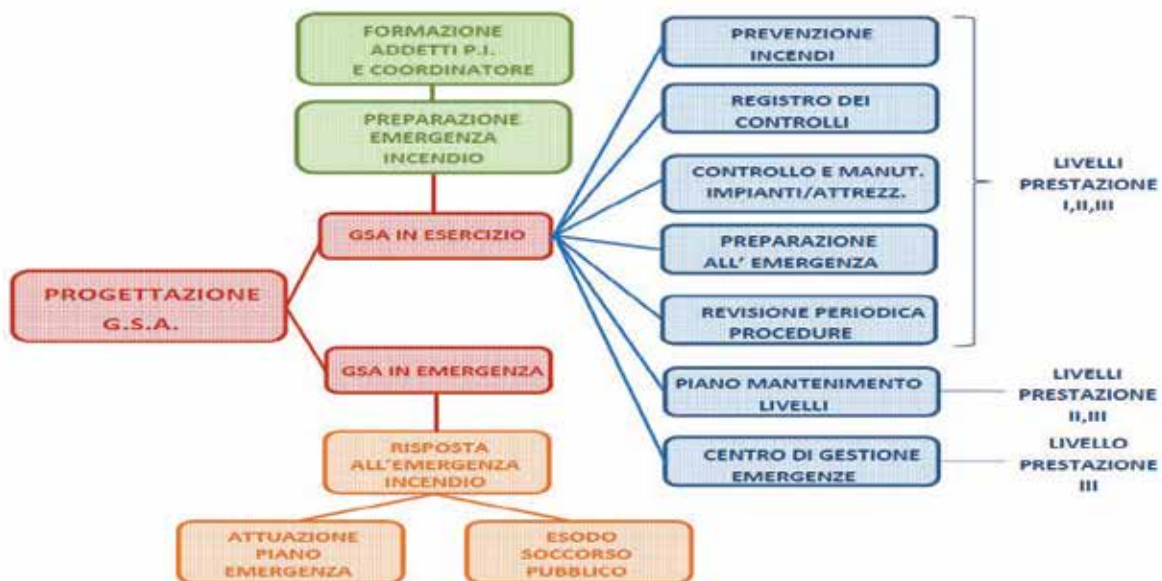 FORMAZIONE
ADDETTI P.I.
E COORDINATORE
PREPARAZIONE
EMERGENZA
INCENDIO
GSA IN ESERCIZIO
PROGETTAZIONE
G.S.A.
GSA IN EMERGENZA
RISPOSTA
ALL'EMERGENZA
INCENDIO
ATTUAZIONE
PIANO
EMERGENZA
ESODO
SOCCORSO
PUBBLICO
PREVENZIONE
INCENDI
REGISTRO DEI
CONTROLLI
CONTROLLO E MANUT.
IMPIANTI/ATTREZZ.
PREPARAZIONE
ALL' EMERGENZA
REVISIONE PERIODICA
PROCEDURE
PIANO MANTENIMENTO
LIVELLI
CENTRO DI GESTIONE
EMERGENZE
LIVELLI
PRESTAZIONE
I,II,III
LIVELLI
PRESTAZIONE
II,III
LIVELLO
PRESTAZIONE
III